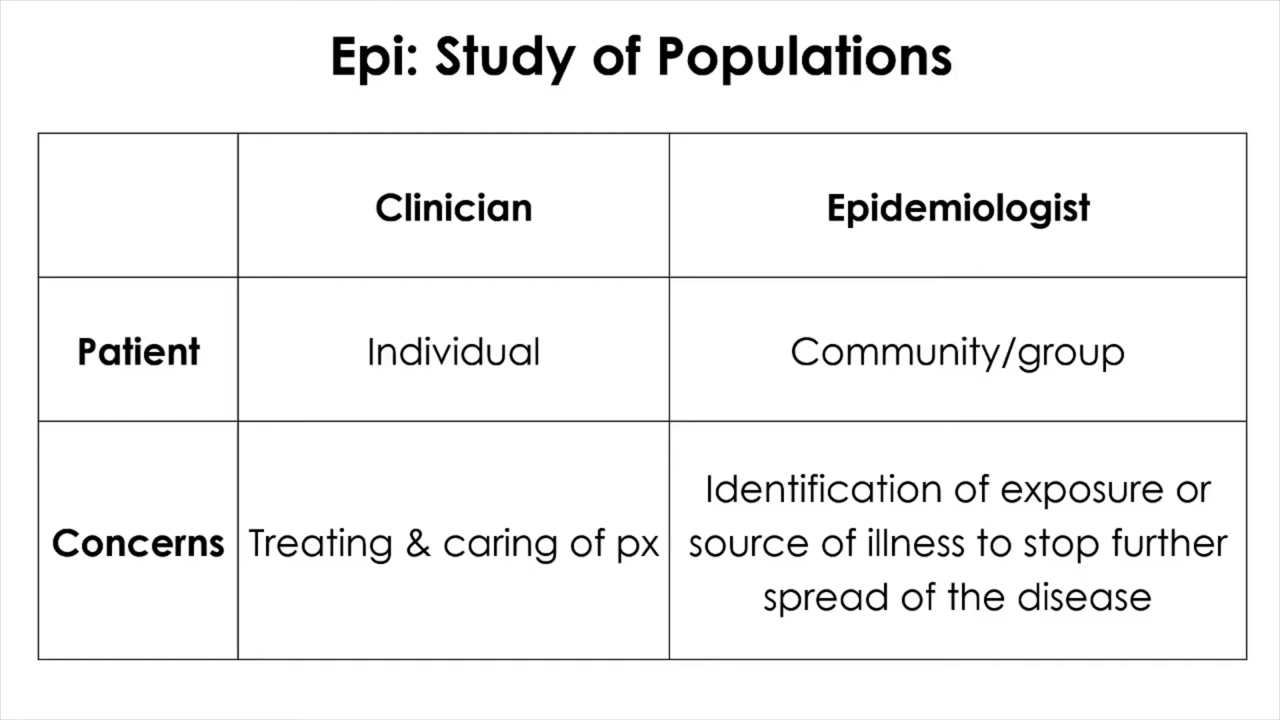 Epi: Study of Populations
Clinician
Epidemiologist
Patient
Individual
Community/group
Concerns
Treating & caring of px
Identification of exposure or
source of illness to stop further
spread of the disease